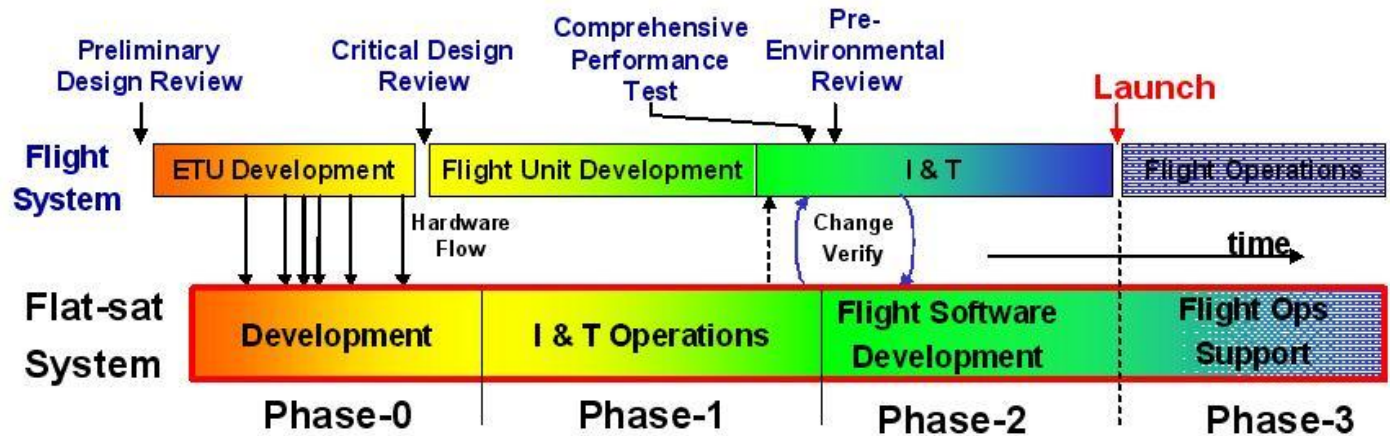 Preliminary
Design Review
Critical Design
Review
Comprehensive
Performance
Test
Pre-
Environmental
Review
Launch
Flight
System
ETU Development
Flight Unit Development
I & T
Flight Operations
Hardware
Flow
Change
Verify
time
Flat-sat
System
Development
I & T Operations
Flight Software
Development
Flight Ops
Support
Phase-0
Phase-1
Phase-2
Phase-3